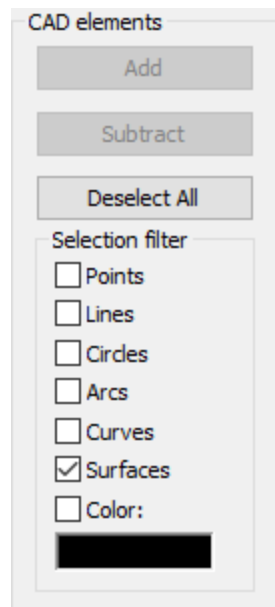 CAD elements
Add
Subtract
Deselect All
Selection filter
Points
Lines
Circles
Arcs
Curves
Surfaces
Color: